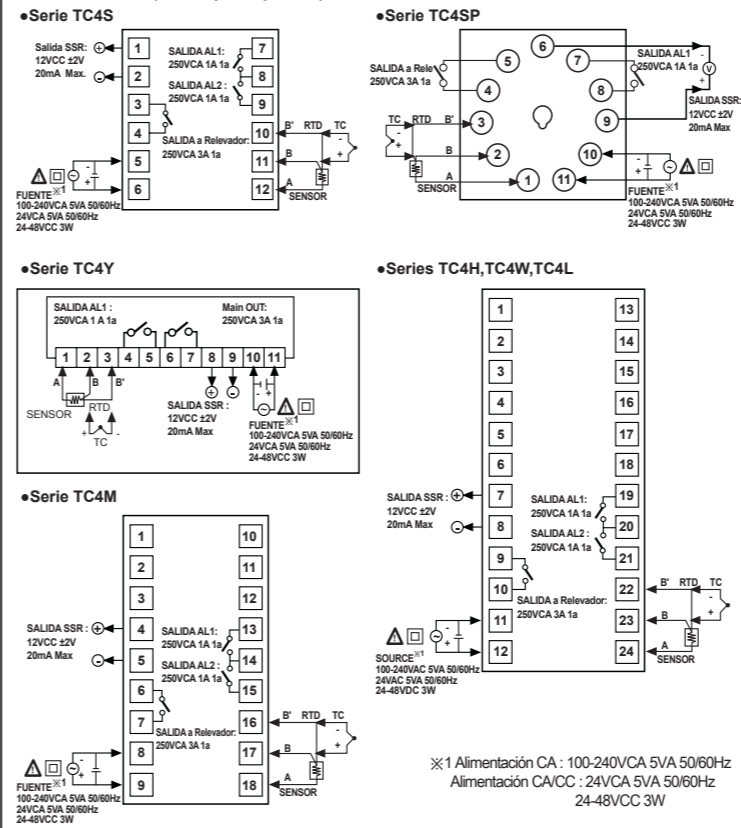 ●Serie TC4S
Salida SSR: ⊕
12VCC ±2V
20mA Max. ⊖
1
2
3
4
5
6
SALIDA AL1:
250VCA 1A 1a
SALIDA AL2 :
250VCA 1A 1a
SALIDA a Relevador:
250VCA 3A 1a
7
8
9
10
11
12
B' RTD TC
-
+
B
A
SENSOR
-
+
FUENTE※1
100-240VCA 5VA 50/60Hz
24VCA 5VA 50/60Hz
24-48VCC 3W
●Serie TC4SP
SALIDA a Rele
250VCA 3A 1a
5
4
3
2
1
6
7
8
9
10
11
SALIDA AL1
250VCA 1A 1a
-
V
+
SALIDA SSR:
12VCC ±2V
20mA Max
TC RTD B'
-
+
B
A
SENSOR
-
+
FUENTE※1
100-240VCA 5VA 50/60Hz
24VCA 5VA 50/60Hz
24-48VCC 3W
●Serie TC4Y
SALIDA AL1 :
250VCA 1 A 1a
Main OUT:
250VCA 3A 1a
1 2 3 4 5 6 7 8 9 10 11
A B B'
SENSOR
RTD
+ -
TC
⊕ ⊖
SALIDA SSR :
12VCC ±2V
20mA Max
- +
FUENTE※1
100-240VCA 5VA 50/60Hz
24VCA 5VA 50/60Hz
24-48VCC 3W
●Series TC4H,TC4W,TC4L
1
2
3
4
5
6
7
8
9
10
11
12
13
14
15
16
17
18
19
20
21
22
23
24
SALIDA SSR : ⊕
12VCC ±2V
20mA Max ⊖
SALIDA AL1:
250VCA 1A 1a
SALIDA AL2 :
250VCA 1A 1a
SALIDA a Relevador:
250VCA 3A 1a
B' RTD TC
-
+
B
A
SENSOR
-
+
SOURCE※1
100-240VAC 5VA 50/60Hz
24VAC 5VA 50/60Hz
24-48VDC 3W
●Serie TC4M
1
2
3
4
5
6
7
8
9
10
11
12
13
14
15
16
17
18
SALIDA SSR : ⊕
12VCC ±2V
20mA Max ⊖
SALIDA AL1:
250VCA 1A 1a
SALIDA AL2 :
250VCA 1A 1a
SALIDA a Relevador:
250VCA 3A 1a
B' RTD TC
-
+
B
A
SENSOR
-
+
FUENTE※1
100-240VCA 5VA 50/60Hz
24VCA 5VA 50/60Hz
24-48VCC 3W
※1 Alimentación CA : 100-240VCA 5VA 50/60Hz
Alimentación CA/CC : 24VCA 5VA 50/60Hz
24-48VCC 3W